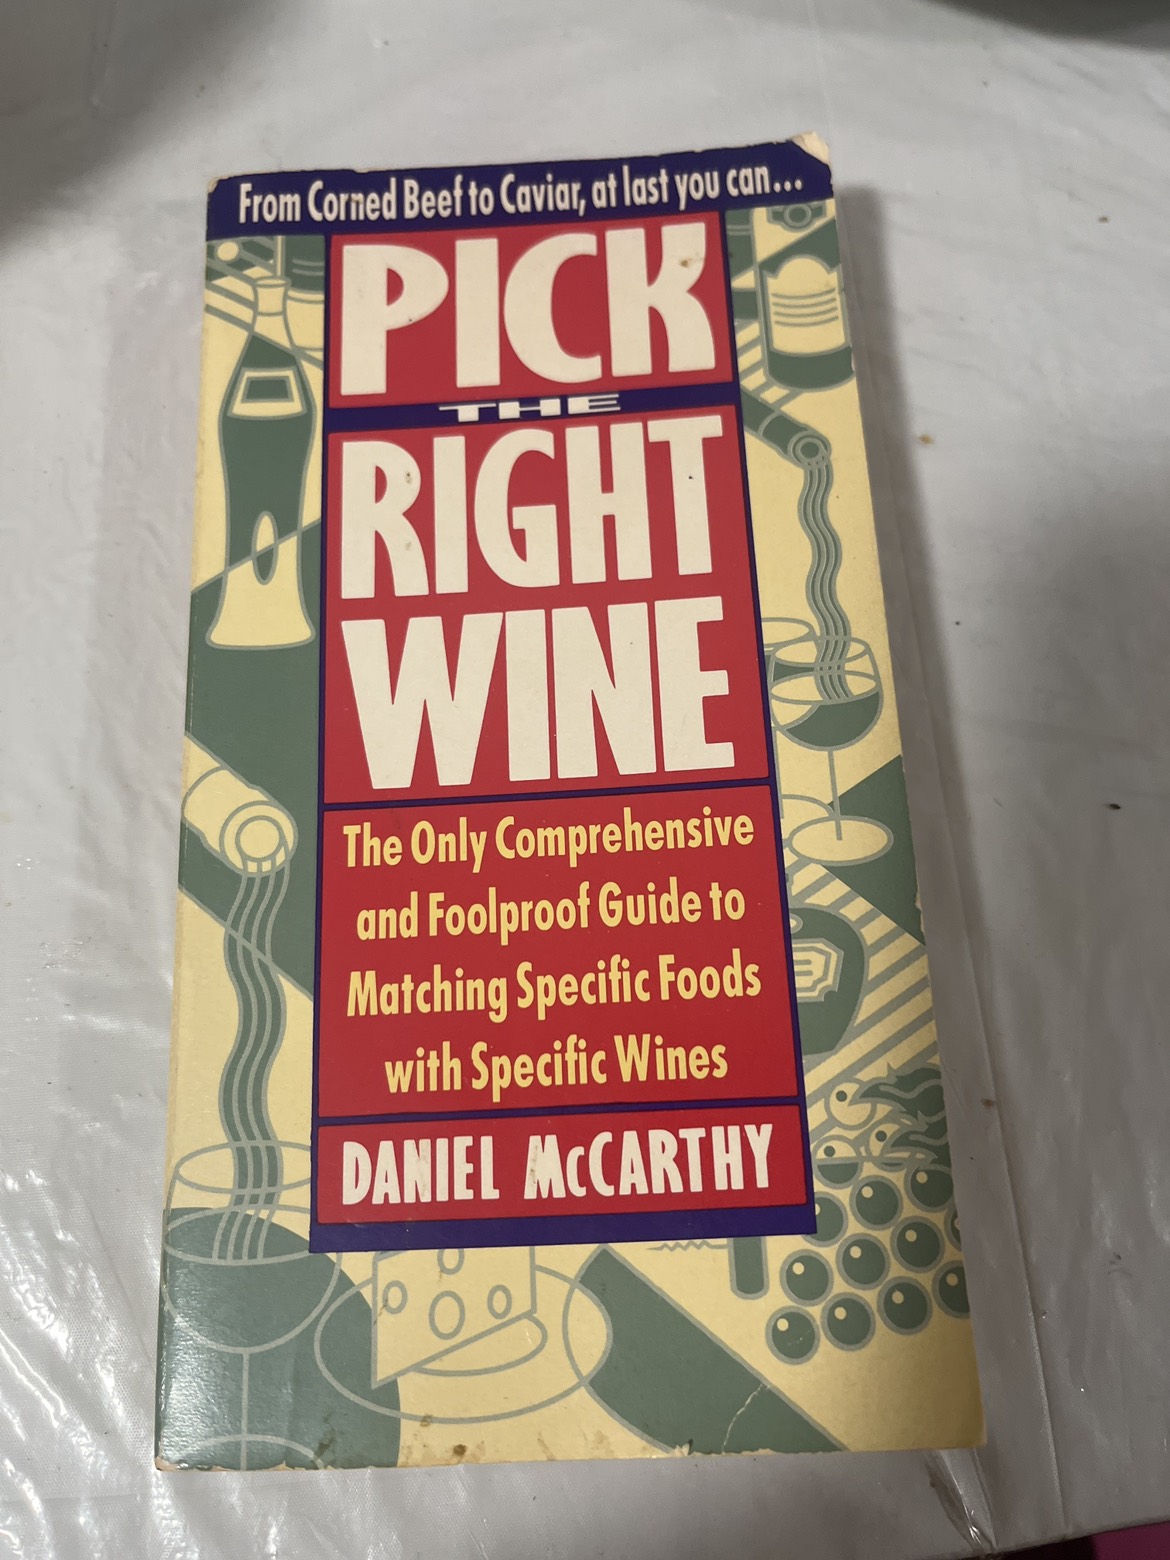 From Corned Beef to Caviar, at last you can...
PICK
THE
RIGHT
WINE
The Only Comprehensive
and Foolproof Guide to
Matching Specific Foods
with Specific Wines
DANIEL McCARTHY